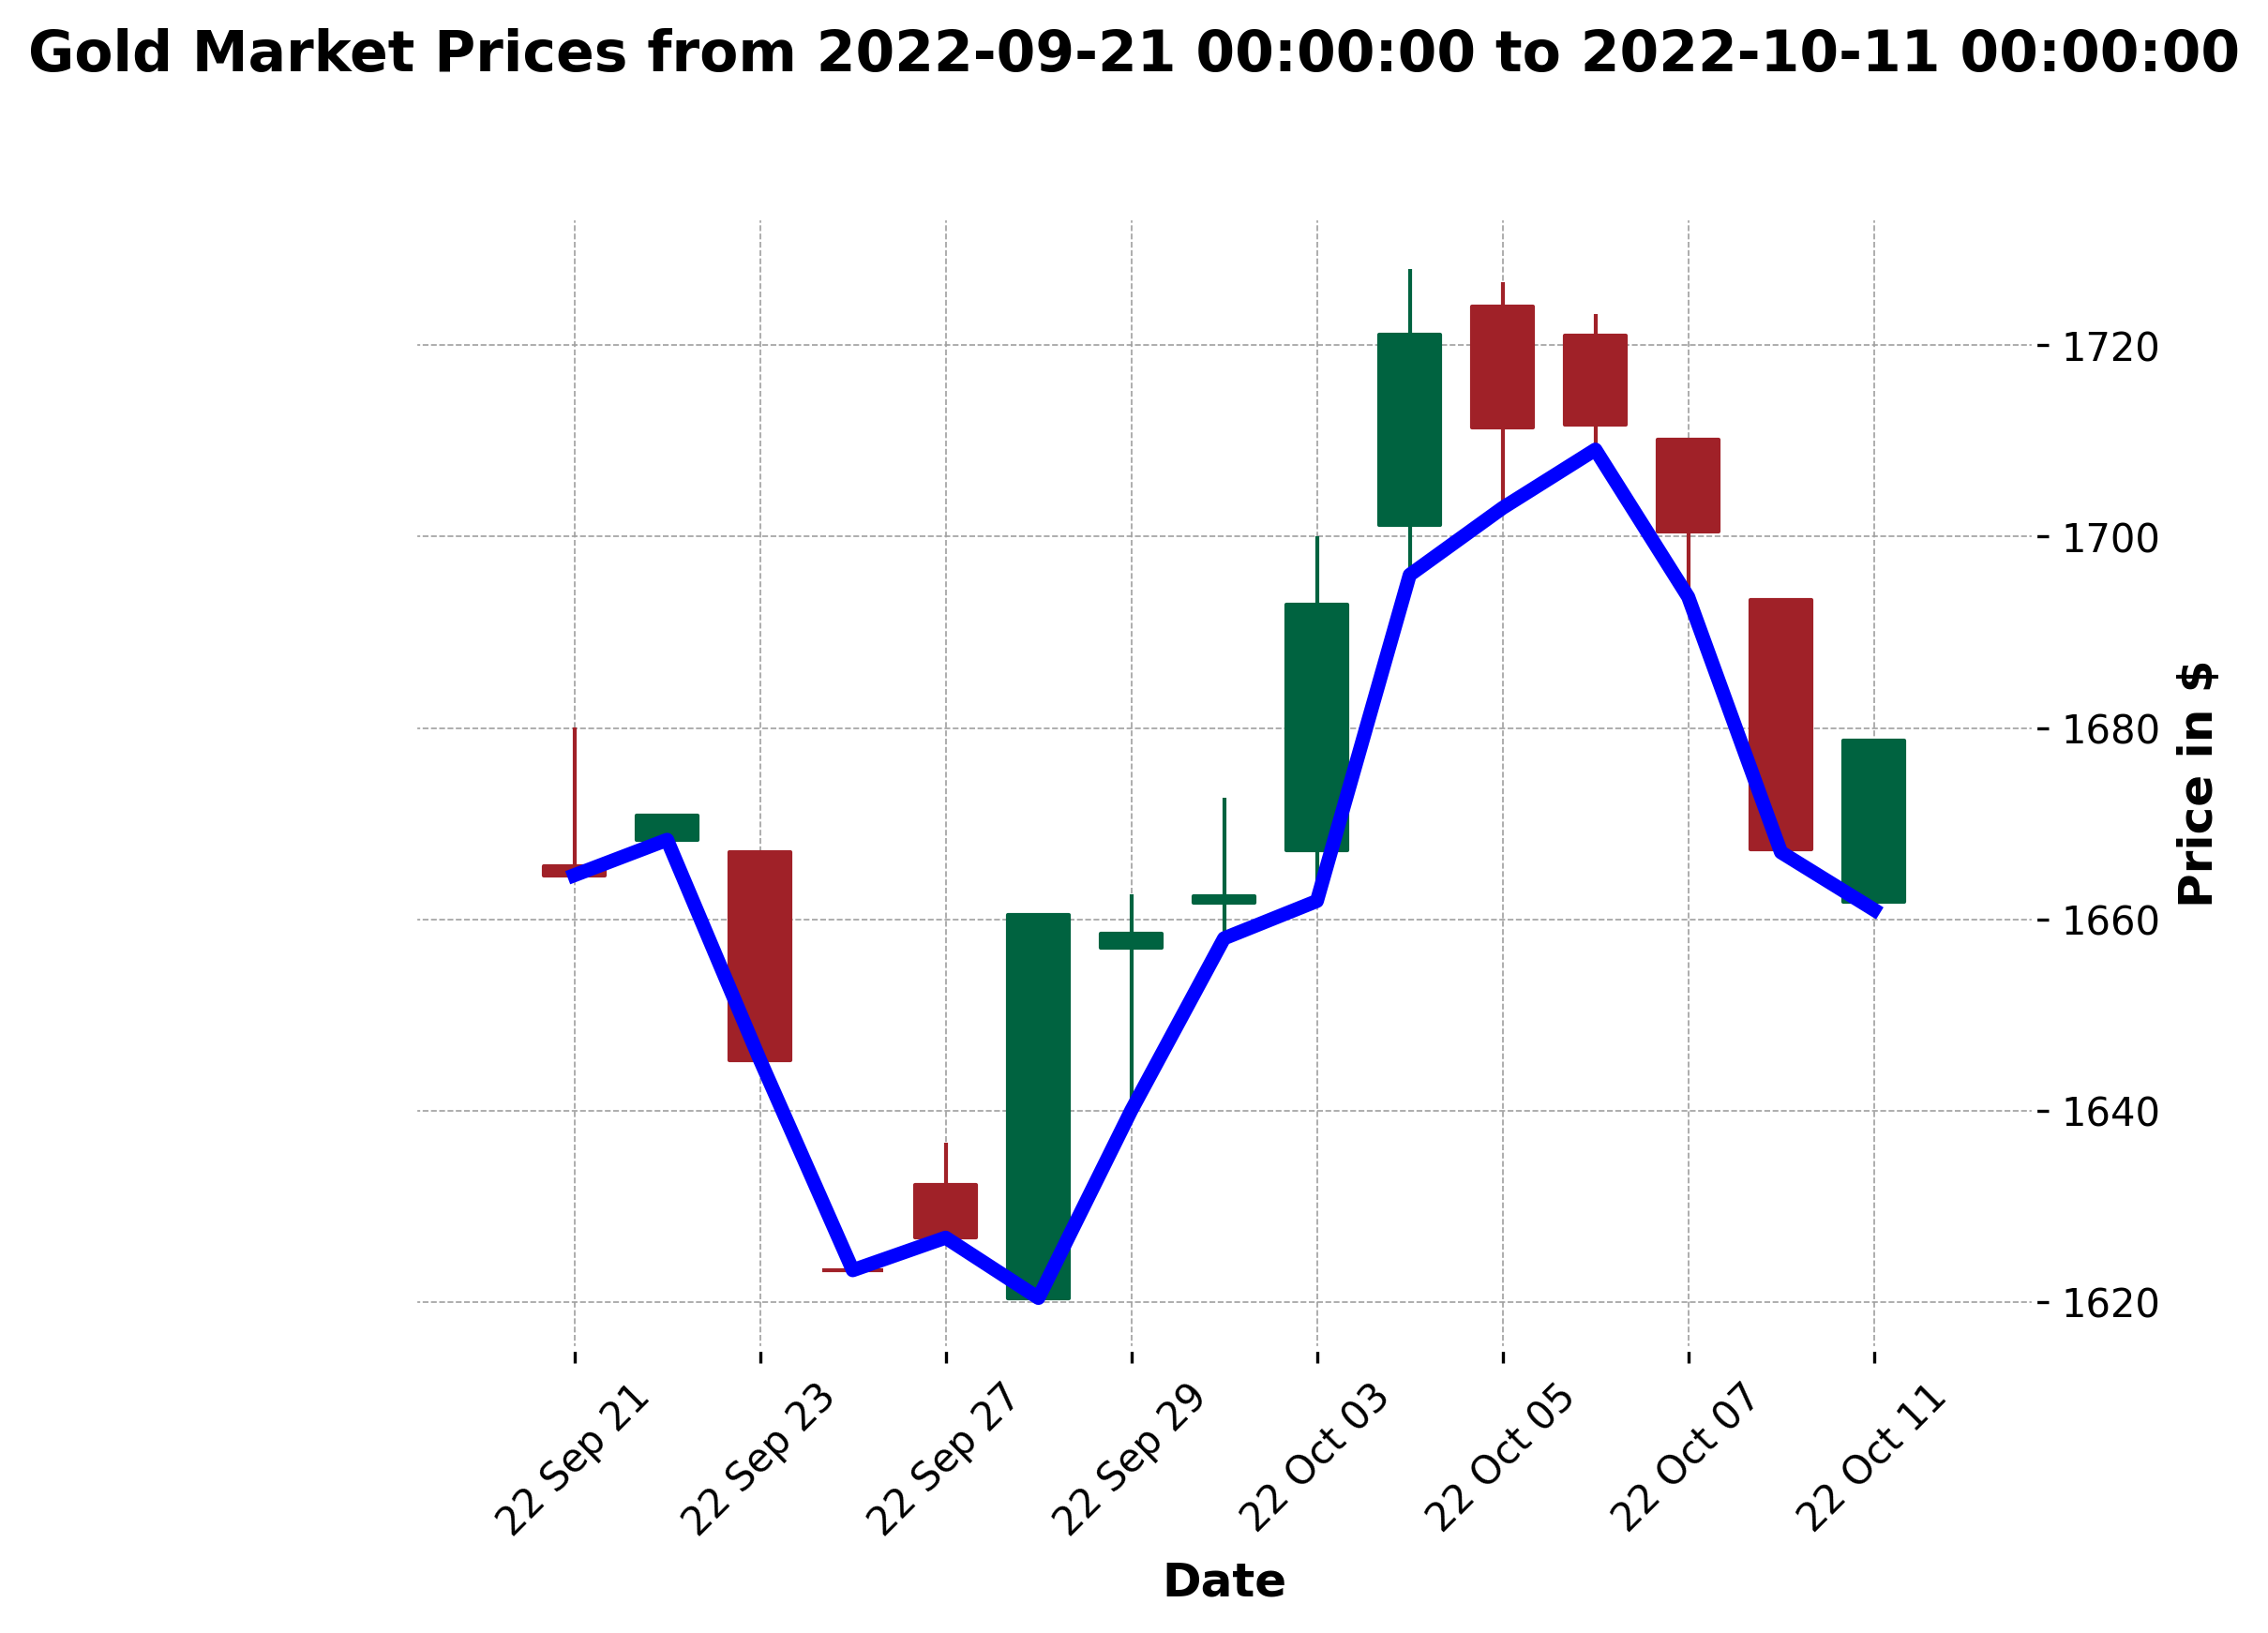 Gold Market Prices from 2022-09-21 00:00:00 to 2022-10-11 00:00:00
1720
1700
1680
1660
1640
1620
Price in $
22 Sep 21
22 Sep 23
22 Sep 27
22 Sep 29
22 Oct 03
22 Oct 05
22 Oct 07
22 Oct 11
Date